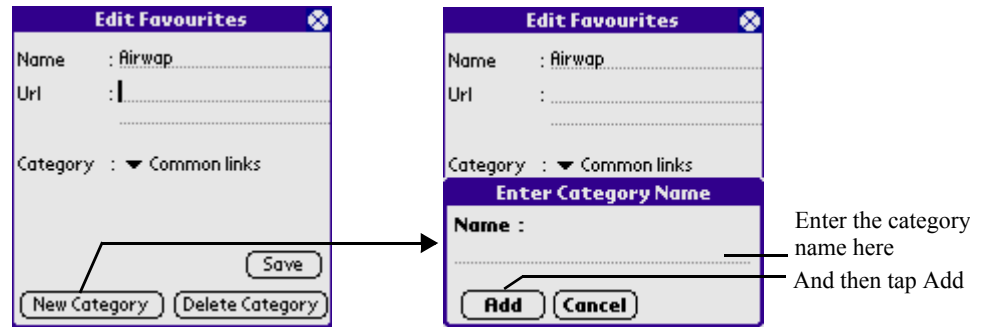 Edit Favourites
Name : Airwap
Url :
Category : Common links
Save
New Category Delete Category
Edit Favourites
Name : Airwap
Url :
Category : Common links
Enter Category Name
Name :
Add Cancel
Enter the category
name here
And then tap Add